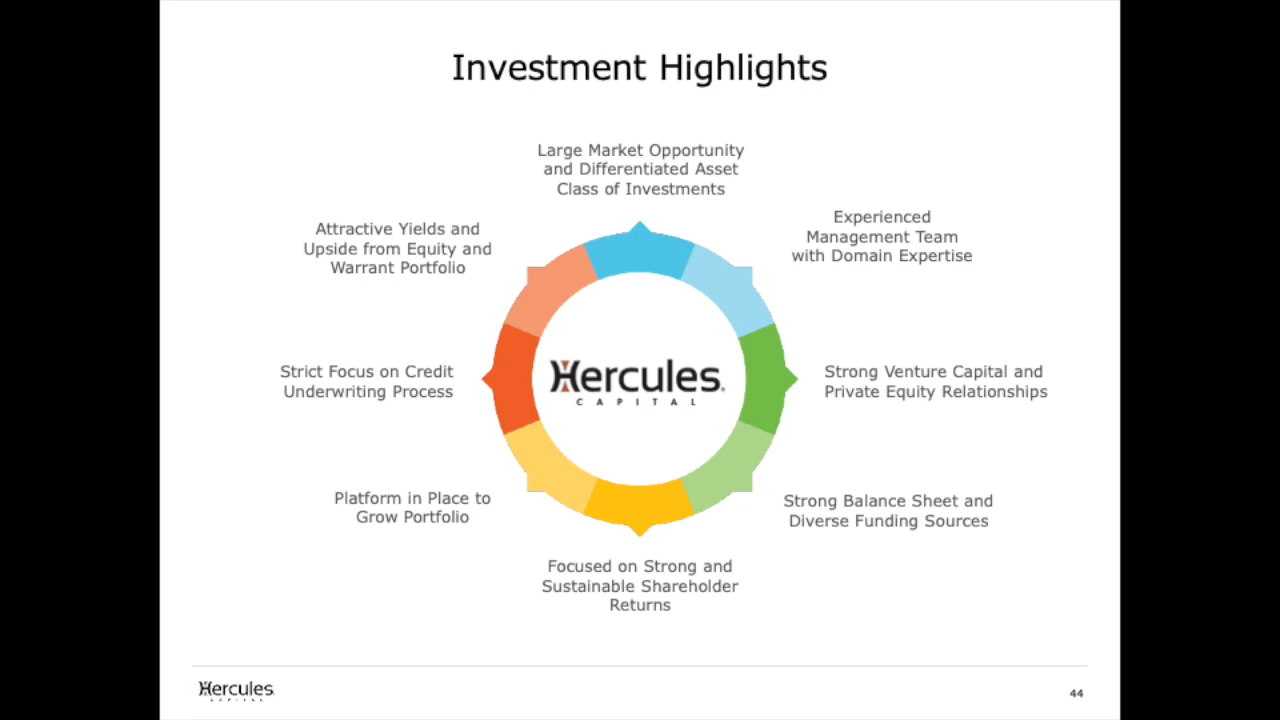 Investment Highlights
Large Market Opportunity
and Differentiated Asset
Class of Investments
Experienced
Management Team
with Domain Expertise
Strong Venture Capital and
Private Equity Relationships
Strong Balance Sheet and
Diverse Funding Sources
Focused on Strong and
Sustainable Shareholder
Returns
Platform in Place to
Grow Portfolio
Strict Focus on Credit
Underwriting Process
Attractive Yields and
Upside from Equity and
Warrant Portfolio
Hercules.
CAPITAL
Hercules.
CAPITAL
44